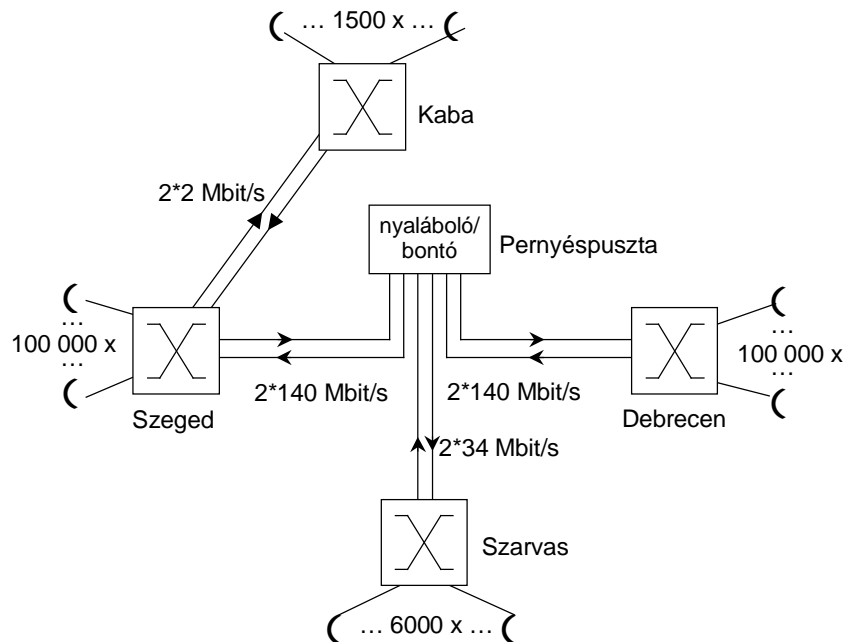 … 1500 x …
Kaba
2*2 Mbit/s
nyaláboló/
bontó
Pernyéspuszta
…
100 000 x
…
Szeged
2*140 Mbit/s
2*140 Mbit/s
…
100 000 x
…
Debrecen
2*34 Mbit/s
Szarvas
… 6000 x …